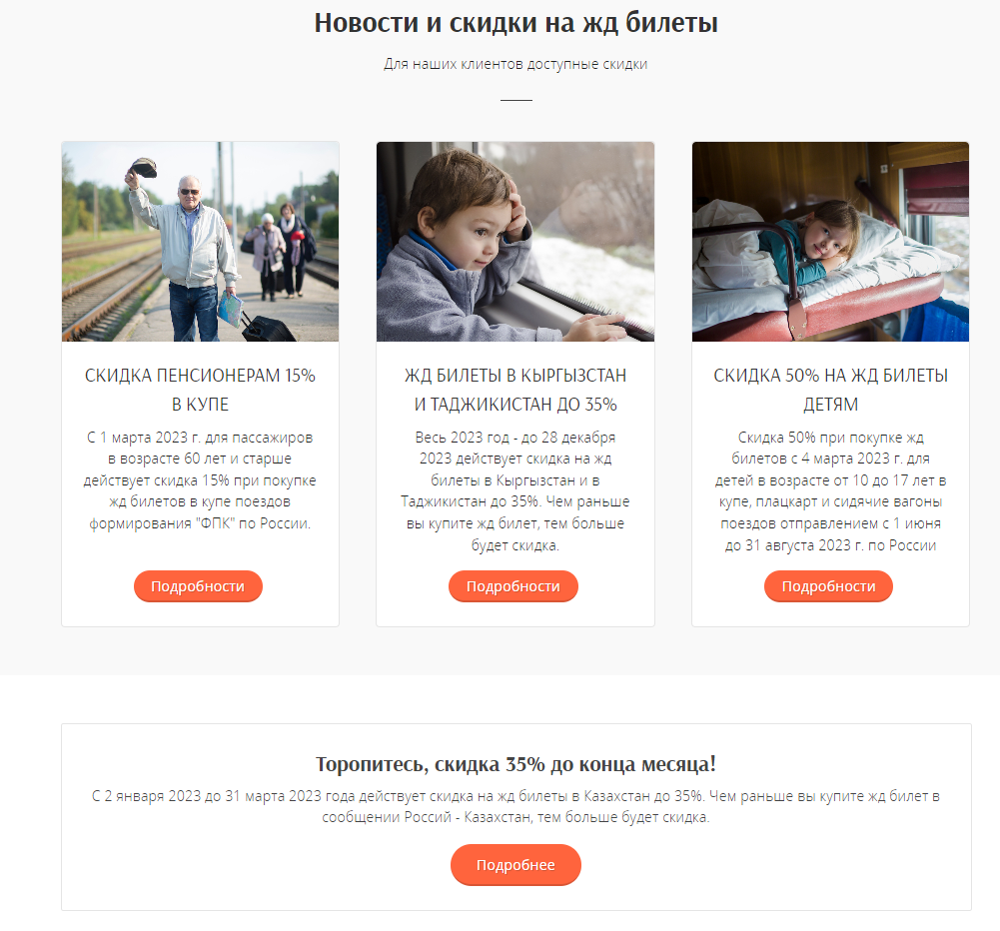 Новости и скидки на жд билеты
Для наших клиентов доступные скидки
СКИДКА ПЕНСИОНЕРАМ 15%
В КУПЕ
С 1 марта 2023 г. для пассажиров
в возрасте 60 лет и старше
действует скидка 15% при покупке
жд билетов в купе поездов
формирования "ФПК" по России.
Подробности
ЖД БИЛЕТЫ В КЫРГЫЗСТАН
И ТАДЖИКИСТАН ДО 35%
Весь 2023 год - до 28 декабря
2023 действует скидка на жд
билеты в Кыргызстан и в
Таджикистан до 35%. Чем раньше
вы купите жд билет, тем больше
будет скидка.
Подробности
СКИДКА 50% НА ЖД БИЛЕТЫ
ДЕТЯМ
Скидка 50% при покупке жд
билетов с 4 марта 2023 г. для
детей в возрасте от 10 до 17 лет в
купе, плацкарт и сидячие вагоны
поездов отправлением с 1 июня
до 31 августа 2023 г. по России
Подробности
Торопитесь, скидка 35% до конца месяца!
С 2 января 2023 до 31 марта 2023 года действует скидка на жд билеты в Казахстан до 35%. Чем раньше вы купите жд билет в
сообщении Россий - Казахстан, тем больше будет скидка.
Подробнее